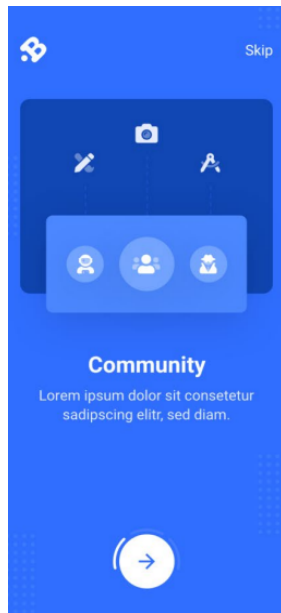 .B
Skip
Community
Lorem ipsum dolor sit consetetur
sadipscing elitr, sed diam.